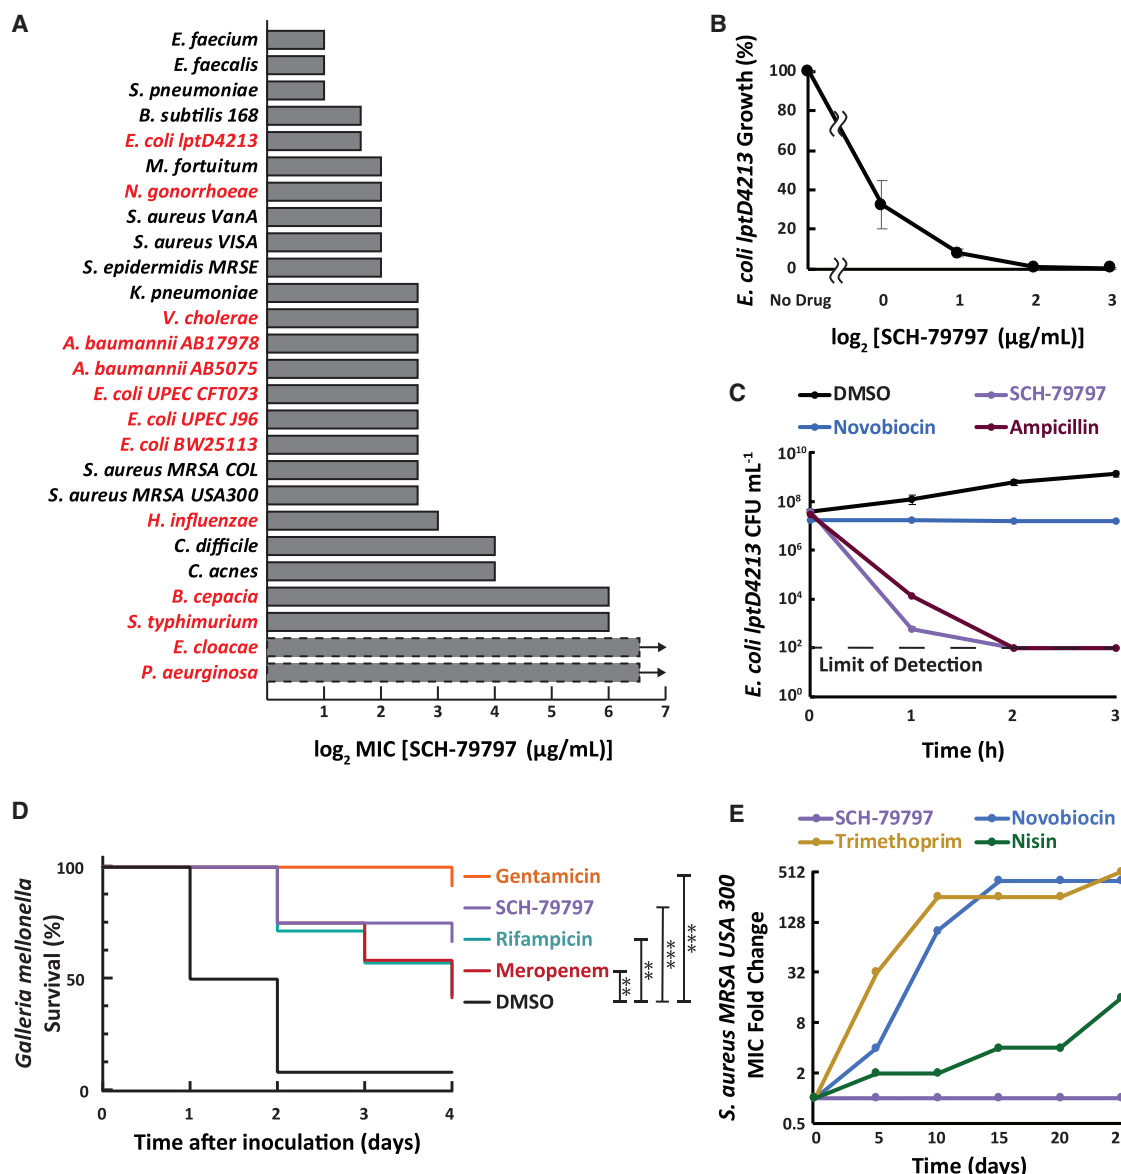 A
E. faecium
E. faecalis
S. pneumoniae
B. subtilis 168
E. coli lptD4213
M. fortuitum
N. gonorrhoeae
S. aureus VanA
S. aureus VISA
S. epidermidis MRSE
K. pneumoniae
V. cholerae
A. baumannii AB17978
A. baumannii AB5075
E. coli UPEC CFT073
E. coli UPEC J96
E. coli BW25113
S. aureus MRSA COL
S. aureus MRSA USA300
H. influenzae
C. difficile
C. acnes
B. cepacia
S. typhimurium
E. cloacae
P. aeurginosa
1 2 3 4 5 6 7
log2 MIC [SCH-79797 (µg/mL)]
B
E. coli lptD4213 Growth (%)
100
80
60
40
20
0
No Drug 0 1 2 3
log2 [SCH-79797 (µg/mL)]
C
DMSO SCH-79797
Novobiocin Ampicillin
E. coli lptD4213 CFU mL-1
10^10
10^8
10^6
10^4
10^2
10^0
Limit of Detection
0 1 2 3
Time (h)
D
Galleria mellonella
Survival (%)
100
50
0
0 1 2 3 4
Time after inoculation (days)
Gentamicin
SCH-79797
Rifampicin
Meropenem
DMSO
**
**
***
***
E
SCH-79797 Novobiocin
Trimethoprim Nisin
S. aureus MRSA USA 300
MIC Fold Change
512
128
32
8
2
0.5
0 5 10 15 20
Time (days)